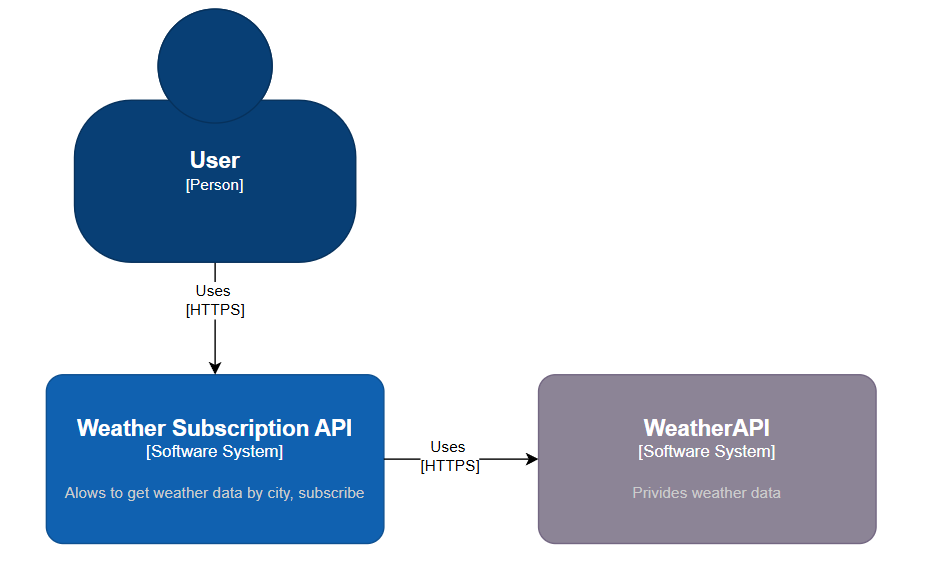 User
[Person]
Uses
[HTTPS]
Weather Subscription API
[Software System]
Alows to get weather data by city, subscribe
Uses
[HTTPS]
WeatherAPI
[Software System]
Privides weather data